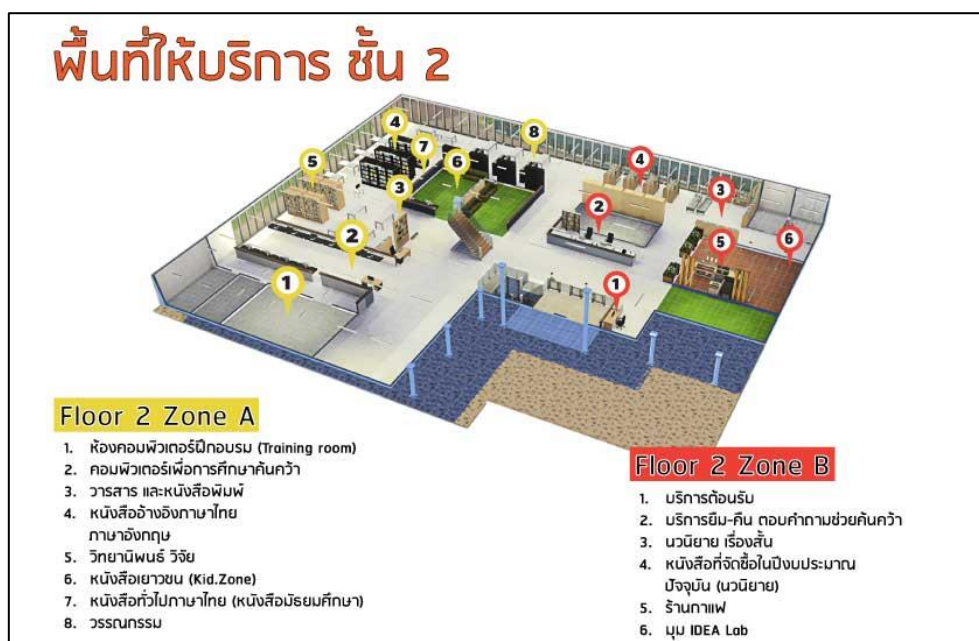 พื้นที่ให้บริการ ชั้น 2
4
8
7
6
4
5
3
3
2
2
5
6
1
1
Floor 2 Zone A
1. ห้องคอมพิวเตอร์ฝึกอบรม (Training room)
2. คอมพิวเตอร์เพื่อการศึกษาค้นคว้า
3. วารสาร และหนังสือพิมพ์
4. หนังสืออ้างอิงภาษาไทย
ภาษาอังกฤษ
5. วิทยานิพนธ์ วิจัย
6. หนังสือเยาวชน (Kid.Zone)
7. หนังสือทั่วไปภาษาไทย (หนังสือมัธยมศึกษา)
8. วรรณกรรม
Floor 2 Zone B
1. บริการต้อนรับ
2. บริการยืม-คืน ตอบคำถามช่วยค้นคว้า
3. นวนิยาย เรื่องสั้น
4. หนังสือที่จัดซื้อในปีงบประมาณ
ปัจจุบัน (นวนิยาย)
5. ร้านกาแฟ
6. มุม IDEA Lab